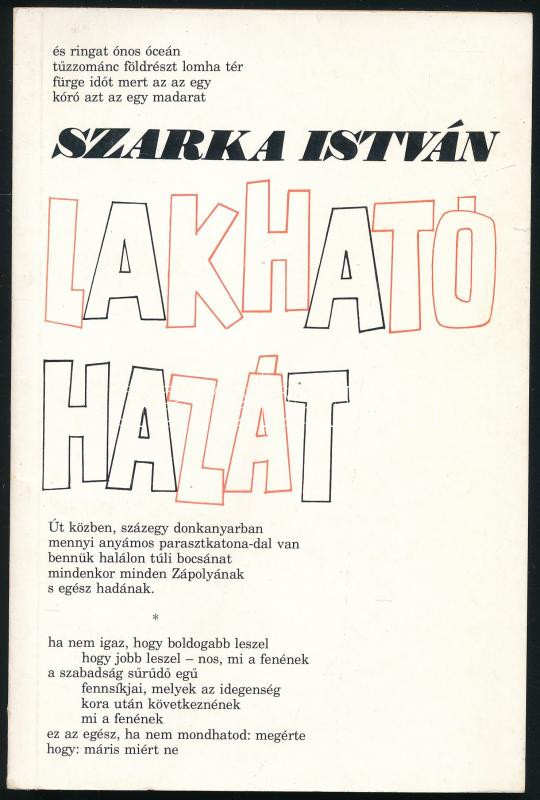 és ringat ónos óceán
tűzzománc földrészt lomha tér
fürge időt mert az az egy
kóró azt az egy madarat
SZARKA ISTVÁN
LAKHATÓ
HAZÁT
Út közben, százegy donkanyarban
mennyi anyámos parasztkatona-dal van
bennük halálon túli bocsánat
mindenkor minden Zápolyának
s egész hadának.
*
ha nem igaz, hogy boldogabb leszel
hogy jobb leszel – nos, mi a fenének
a szabadság sűrűdő egű
fennsíkjai, melyek az idegenség
kora után következnének
mi a fenének
ez az egész, ha nem mondhatod: megérte
hogy: máris miért ne